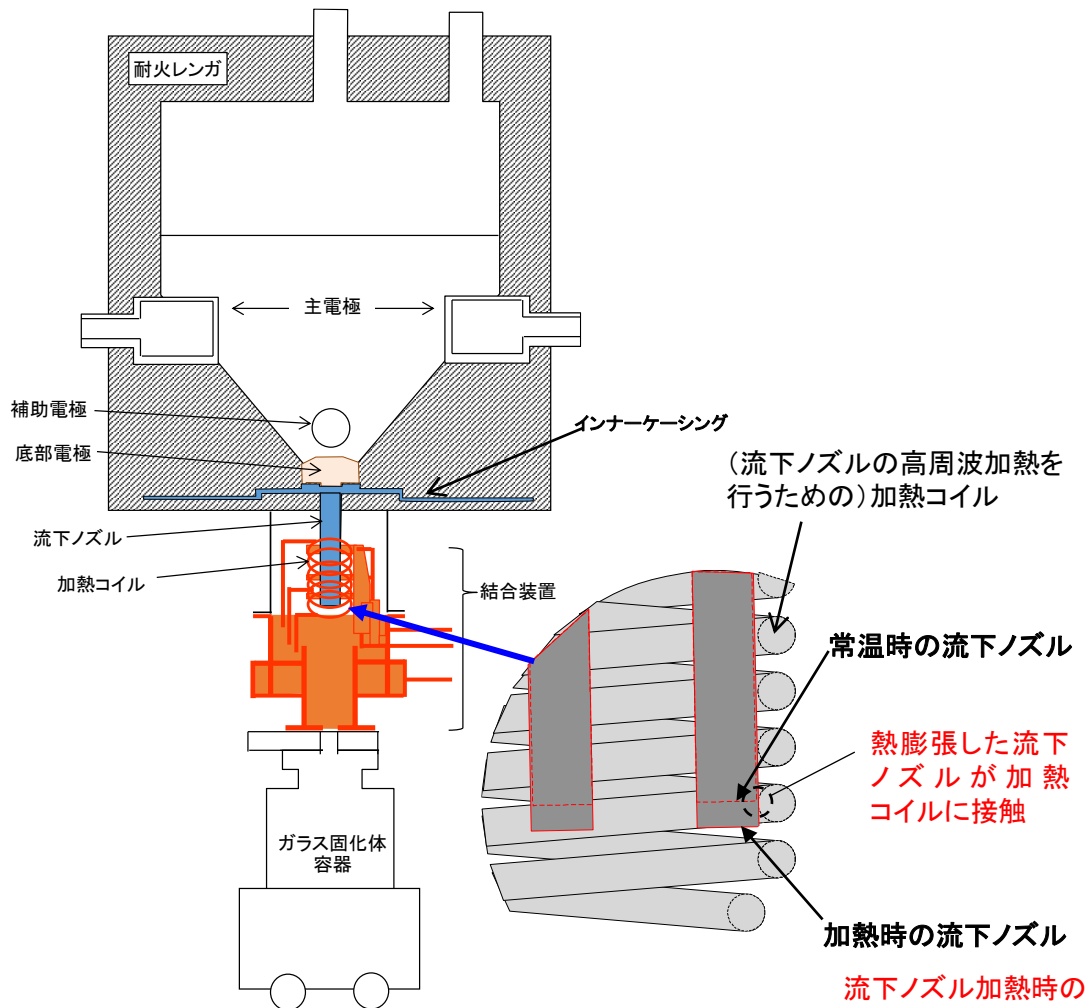 耐火レンガ
主電極
補助電極
底部電極
インナーケーシング
流下ノズル
加熱コイル
結合装置
ガラス固化体
容器
(流下ノズルの高周波加熱を
行うための)加熱コイル
常温時の流下ノズル
熱膨張した流下
ノズルが加熱
コイルに接触
加熱時の流下ノズル
流下ノズル加熱時の